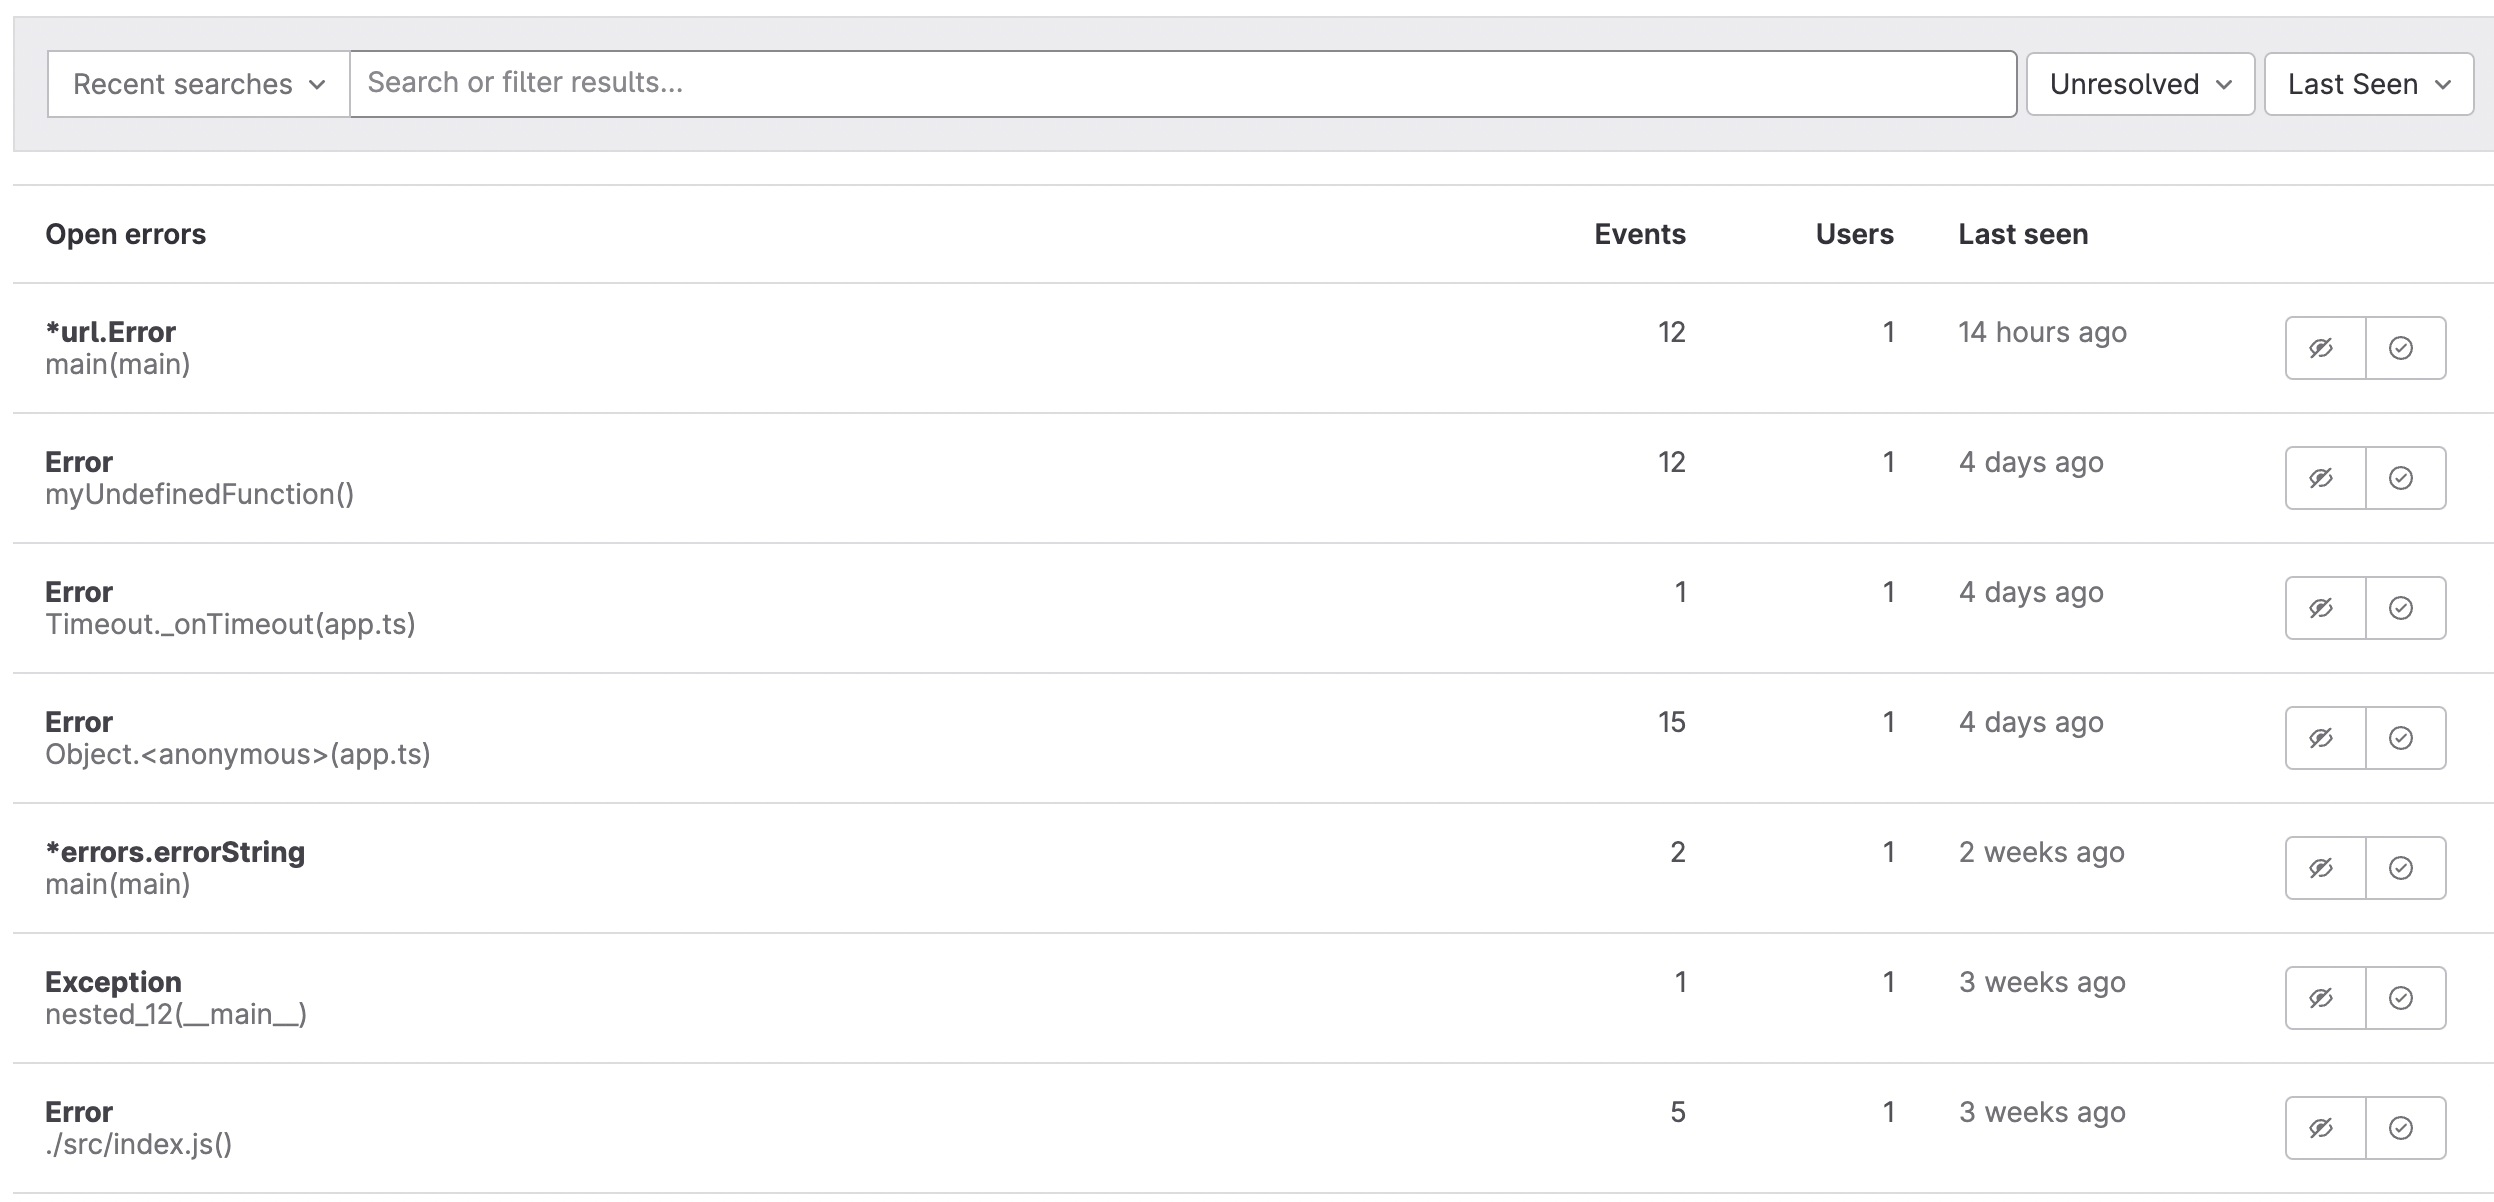 Recent searches Search or filter results... Unresolved Last Seen
Open errors Events Users Last seen
*url.Error 12 1 14 hours ago
main(main)
Error 12 1 4 days ago
myUndefinedFunction()
Error 1 1 4 days ago
Timeout._onTimeout(app.ts)
Error 15 1 4 days ago
Object.<anonymous>(app.ts)
*errors.errorString 2 1 2 weeks ago
main(main)
Exception 1 1 3 weeks ago
nested_12(__main__)
Error 5 1 3 weeks ago
./src/index.js()